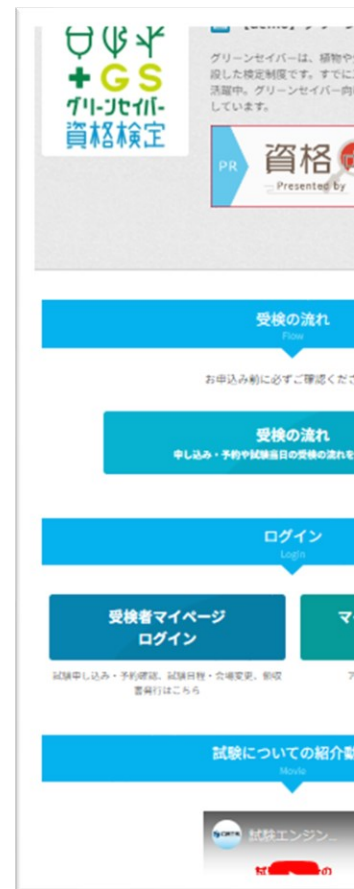 +GS
グリーンセイバー
資格検定
グリーンセイバーは、植物や
設した検定制度です。すでに
活躍中。グリーンセイバー向
しています。
PR
資格
Presented by
受検の流れ
Flow
お申込み前に必ずご確認くださ
受検の流れ
申し込み・予約や試験当日の受検の流れを
ログイン
Login
受検者マイページ
ログイン
マ
試験申し込み・予約確認、試験日程・会場変更、領収
書発行はこちら
ア
試験についての紹介動
Movie
試験エンジン...
の